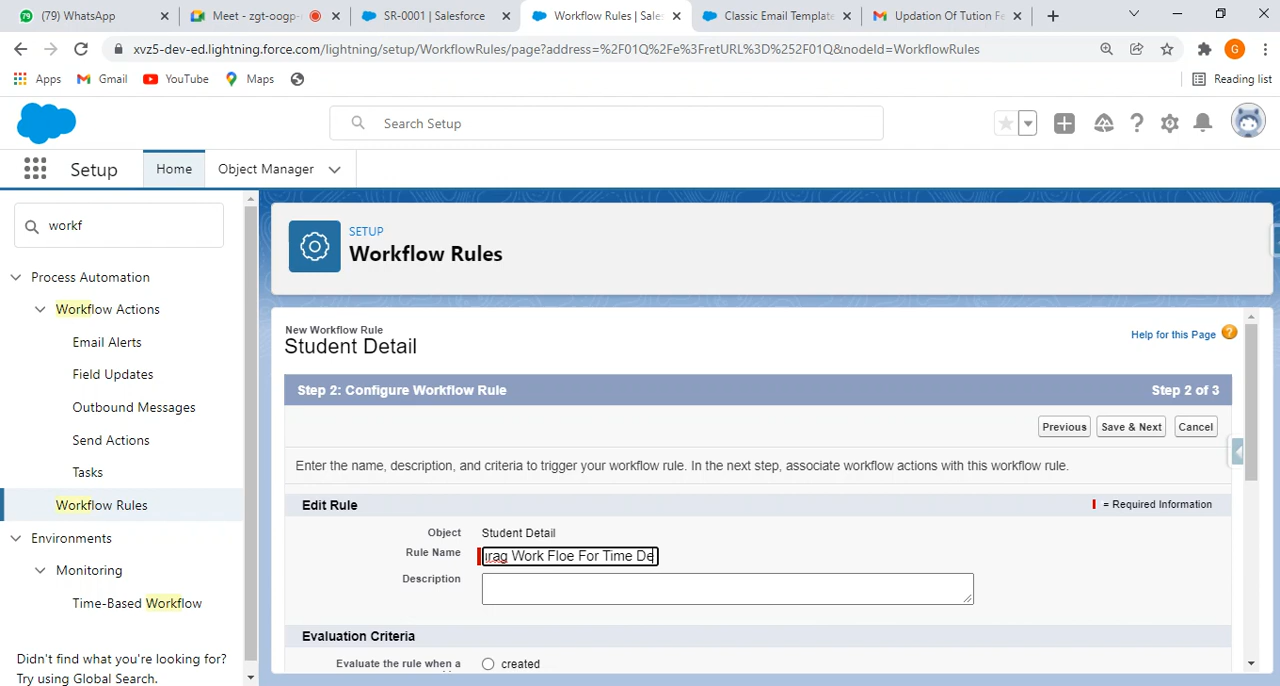 (79) WhatsApp
Meet - zgt-oogp-
SR-0001 | Salesforce
Workflow Rules | Sales
Classic Email Template
Updation Of Tution Fe
xvz5-dev-ed.lightning.force.com/lightning/setup/WorkflowRules/page?address=%2F01Q%2Fe%3FretURL%3D%252F01Q&nodeId=WorkflowRules
G
Apps
Gmail
YouTube
Maps
Reading list
Search Setup
Setup
Home
Object Manager
workf
SETUP
Workflow Rules
Process Automation
Workflow Actions
Email Alerts
Field Updates
Outbound Messages
Send Actions
Tasks
Workflow Rules
Environments
Monitoring
Time-Based Workflow
Didn't find what you're looking for?
Try using Global Search.
New Workflow Rule
Student Detail
Help for this Page
Step 2: Configure Workflow Rule
Step 2 of 3
Previous
Save & Next
Cancel
Enter the name, description, and criteria to trigger your workflow rule. In the next step, associate workflow actions with this workflow rule.
Edit Rule
= Required Information
Object
Student Detail
Rule Name
irag Work Floe For Time De
Description
Evaluation Criteria
Evaluate the rule when a
created